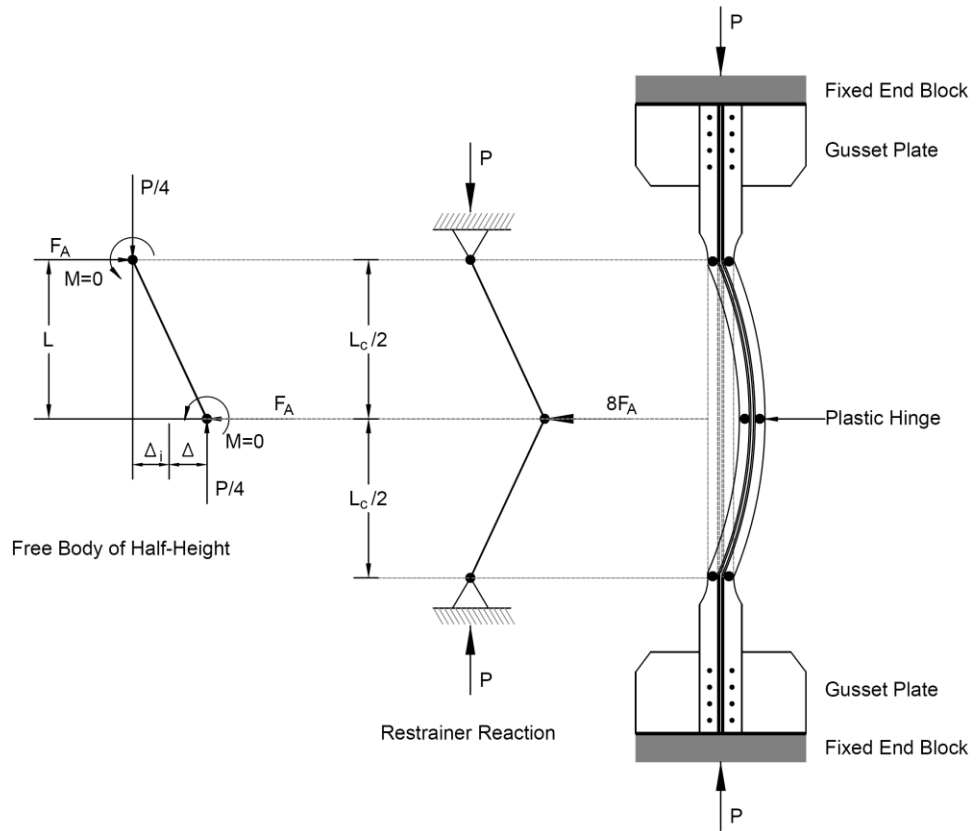 P
Fixed End Block
Gusset Plate
P
P/4
F_A
M=0
L
L_c/2
F_A
8F_A
Plastic Hinge
M=0
Δ_i
Δ
P/4
L_c/2
Free Body of Half-Height
P
Gusset Plate
Restrainer Reaction
Fixed End Block
P